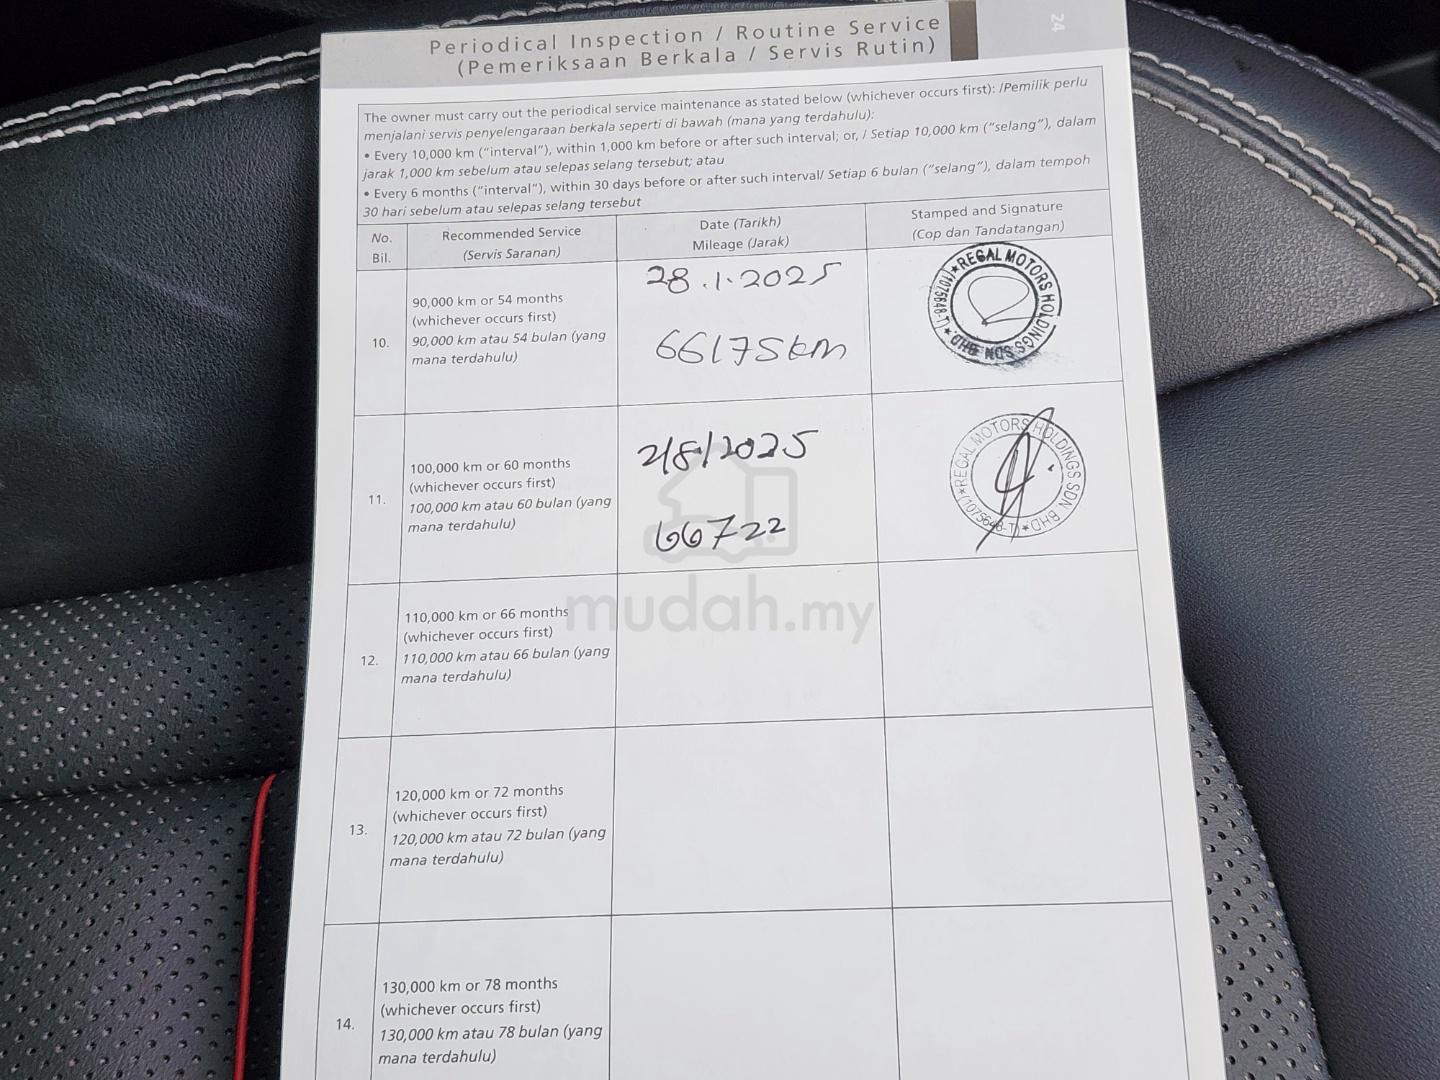 24
Periodical Inspection / Routine Service
(Pemeriksaan Berkala / Servis Rutin)
The owner must carry out the periodical service maintenance as stated below (whichever occurs first): /Pemilik perlu
menjalani servis penyelengaraan berkala seperti di bawah (mana yang terdahulu):
• Every 10,000 km ("interval"), within 1,000 km before or after such interval; or, / Setiap 10,000 km ("selang"), dalam
jarak 1,000 km sebelum atau selepas selang tersebut; atau
• Every 6 months ("interval"), within 30 days before or after such interval/ Setiap 6 bulan ("selang"), dalam tempoh
30 hari sebelum atau selepas selang tersebut
No.
Bil.
Recommended Service
(Servis Saranan)
Date (Tarikh)
Mileage (Jarak)
Stamped and Signature
(Cop dan Tandatangan)
10.
90,000 km or 54 months
(whichever occurs first)
90,000 km atau 54 bulan (yang
mana terdahulu)
28.1.2025
66175km
★REGAL MOTORS HOLDINGS SDN BHD.★(1075648-T)
11.
100,000 km or 60 months
(whichever occurs first)
100,000 km atau 60 bulan (yang
mana terdahulu)
2/8/2025
66722
★REGAL MOTORS HOLDINGS SDN BHD★(1075648-T)
mudah.my
12.
110,000 km or 66 months
(whichever occurs first)
110,000 km atau 66 bulan (yang
mana terdahulu)
13.
120,000 km or 72 months
(whichever occurs first)
120,000 km atau 72 bulan (yang
mana terdahulu)
14.
130,000 km or 78 months
(whichever occurs first)
130,000 km atau 78 bulan (yang
mana terdahulu)